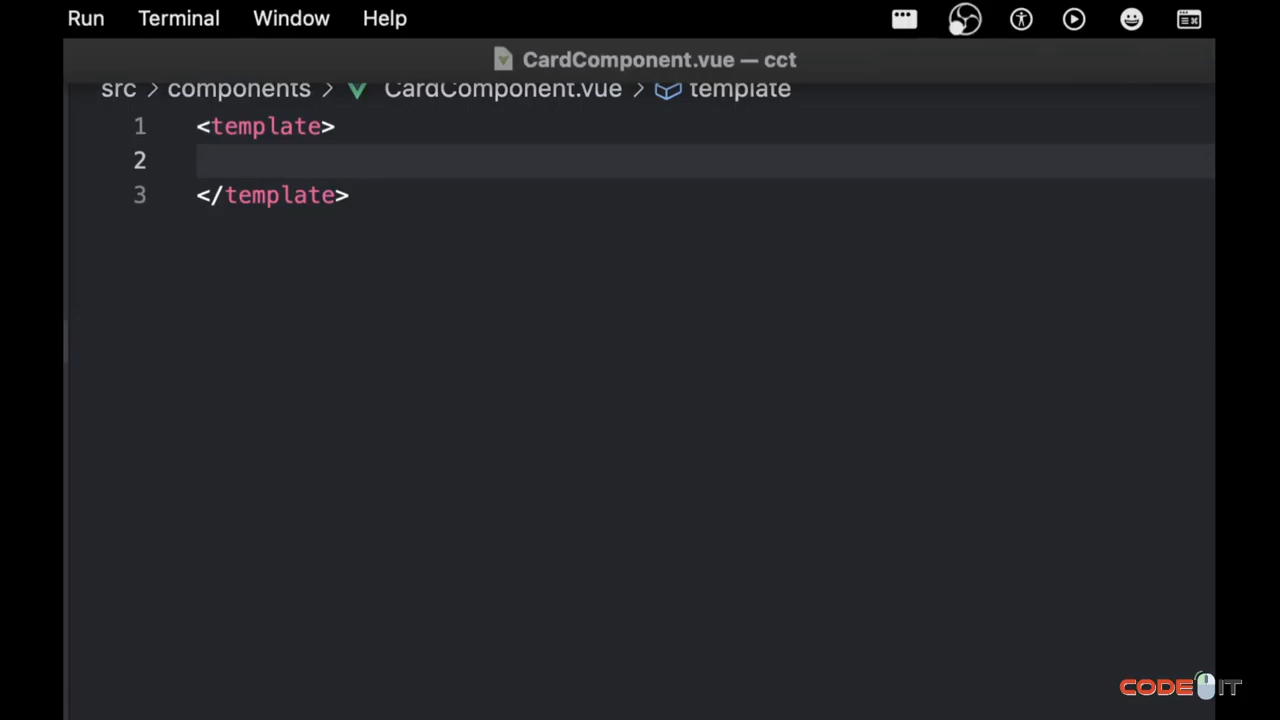 Run Terminal Window Help
CardComponent.vue — cct
src > components > CardComponent.vue > template
1 <template>
2
3 </template>
CODE IT